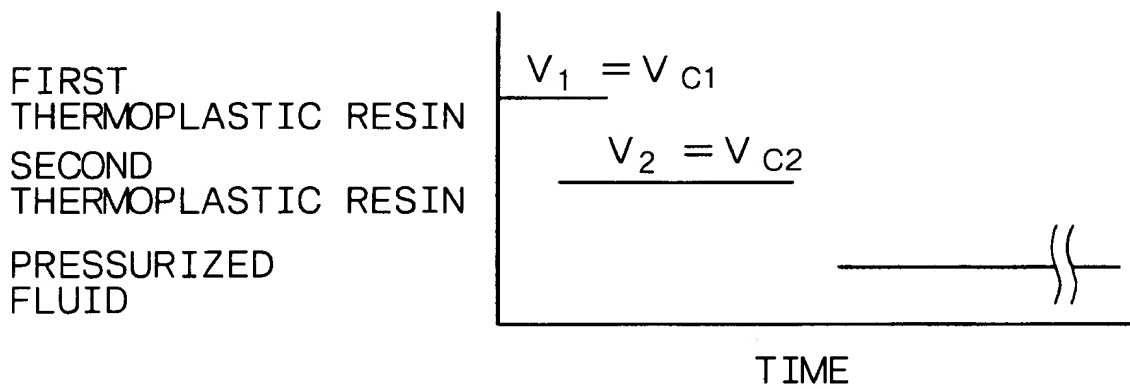 FIRST
THERMOPLASTIC RESIN
V1 = VC1
SECOND
THERMOPLASTIC RESIN
V2 = VC2
PRESSURIZED
FLUID
TIME